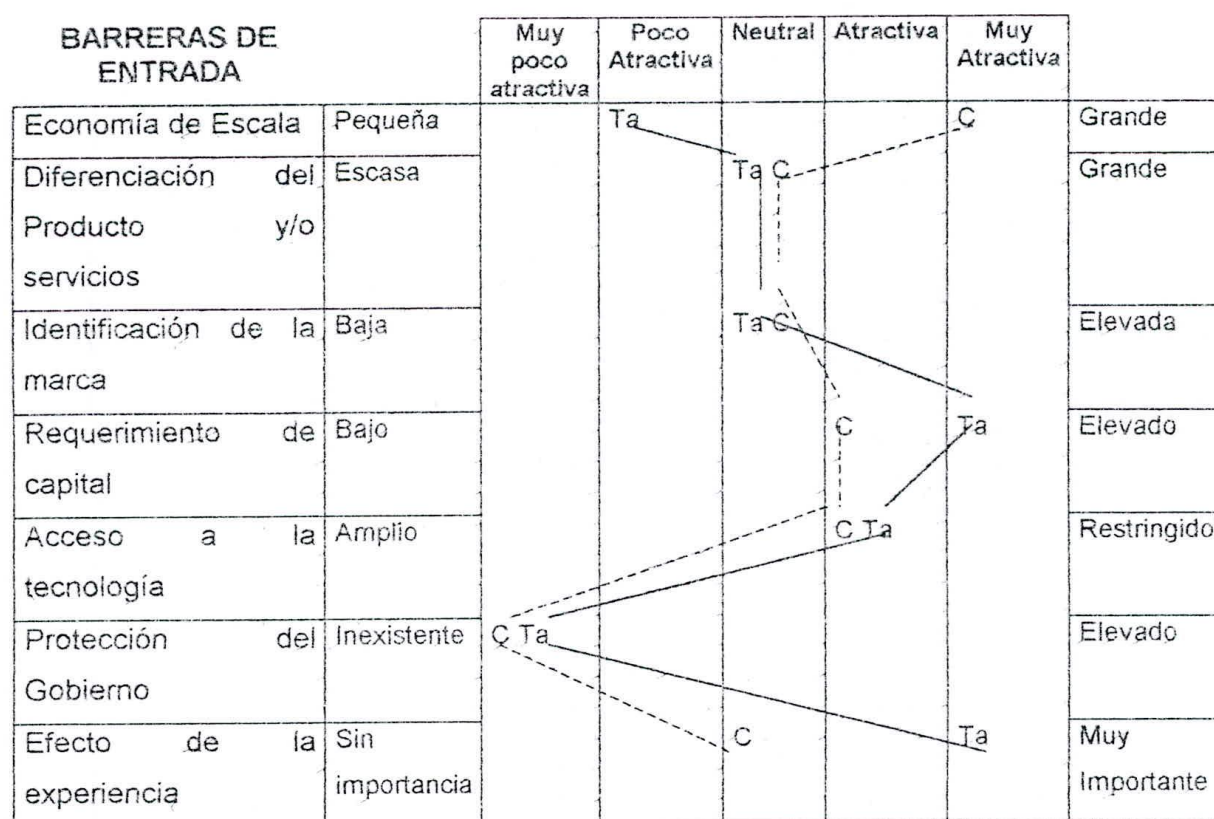 BARRERAS DE
ENTRADA
Muy
poco
atractiva
Poco
Atractiva
Neutral
Atractiva
Muy
Atractiva
Economía de Escala
Pequeña
Ta
C
Grande
Diferenciación del
Producto y/o
servicios
Escasa
Ta C
Grande
Identificación de la
marca
Baja
Ta C
Elevada
Requerimiento de
capital
Bajo
C
Ta
Elevado
Acceso a la
tecnología
Amplio
C Ta
Restringido
Protección del
Gobierno
Inexistente
C Ta
Elevado
Efecto de la
experiencia
Sin
importancia
C
Ta
Muy
Importante